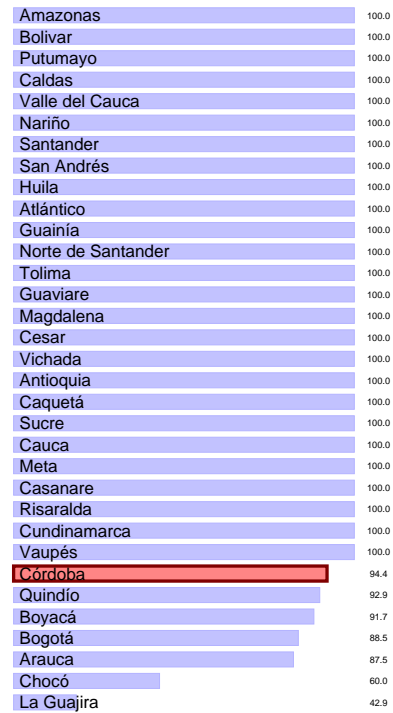 Amazonas 100.0
Bolivar 100.0
Putumayo 100.0
Caldas 100.0
Valle del Cauca 100.0
Nariño 100.0
Santander 100.0
San Andrés 100.0
Huila 100.0
Atlántico 100.0
Guainía 100.0
Norte de Santander 100.0
Tolima 100.0
Guaviare 100.0
Magdalena 100.0
Cesar 100.0
Vichada 100.0
Antioquia 100.0
Caquetá 100.0
Sucre 100.0
Cauca 100.0
Meta 100.0
Casanare 100.0
Risaralda 100.0
Cundinamarca 100.0
Vaupés 100.0
Córdoba 94.4
Quindío 92.9
Boyacá 91.7
Bogotá 88.5
Arauca 87.5
Chocó 60.0
La Guajira 42.9